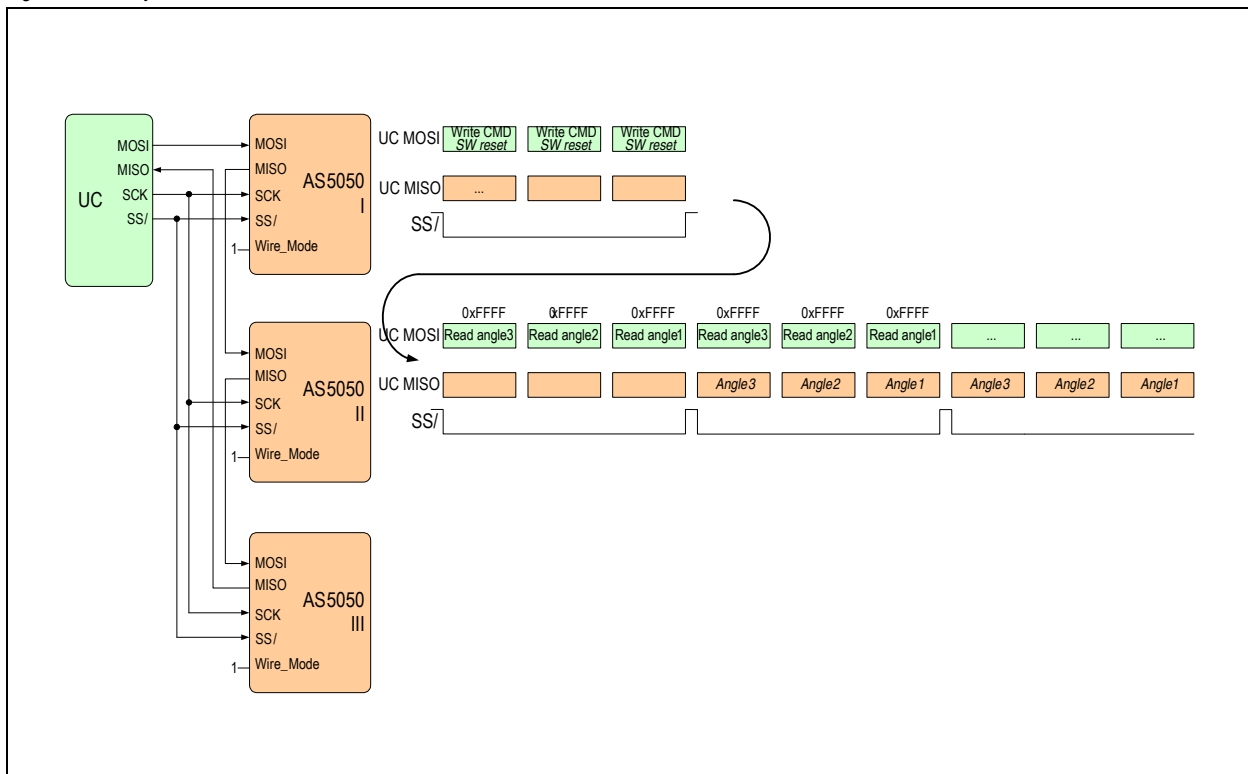 UC
MOSI
MISO
SCK
SS/
MOSI
MISO
SCK
SS/
1 Wire_Mode
AS5050
I
UC MOSI
Write CMD
SW reset
Write CMD
SW reset
Write CMD
SW reset
UC MISO
...
SS/
MOSI
MISO
SCK
SS/
1 Wire_Mode
AS5050
II
0xFFFF 0xFFFF 0xFFFF 0xFFFF 0xFFFF 0xFFFF
UC MOSI Read angle3 Read angle2 Read angle1 Read angle3 Read angle2 Read angle1 ... ... ...
UC MISO Angle3 Angle2 Angle1 Angle3 Angle2 Angle1
SS/
MOSI
MISO
SCK
SS/
1 Wire_Mode
AS5050
III